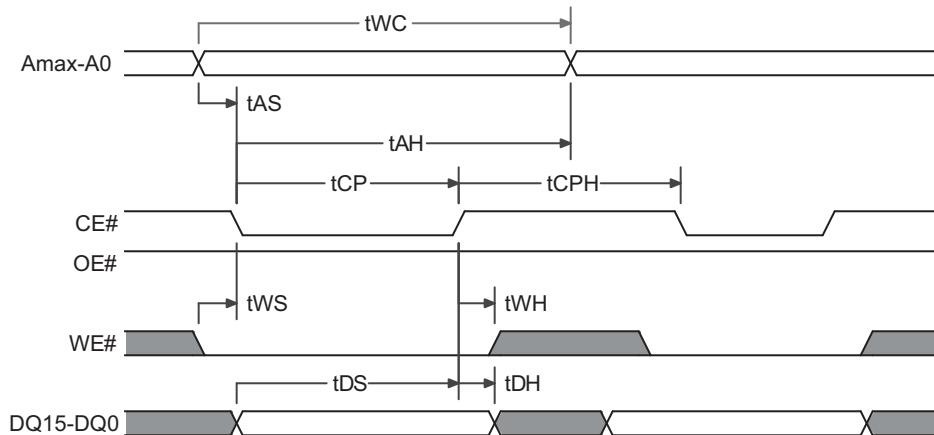 tWC
Amax-A0
tAS
tAH
tCP
tCPH
CE#
OE#
tWS
tWH
WE#
tDS
tDH
DQ15-DQ0